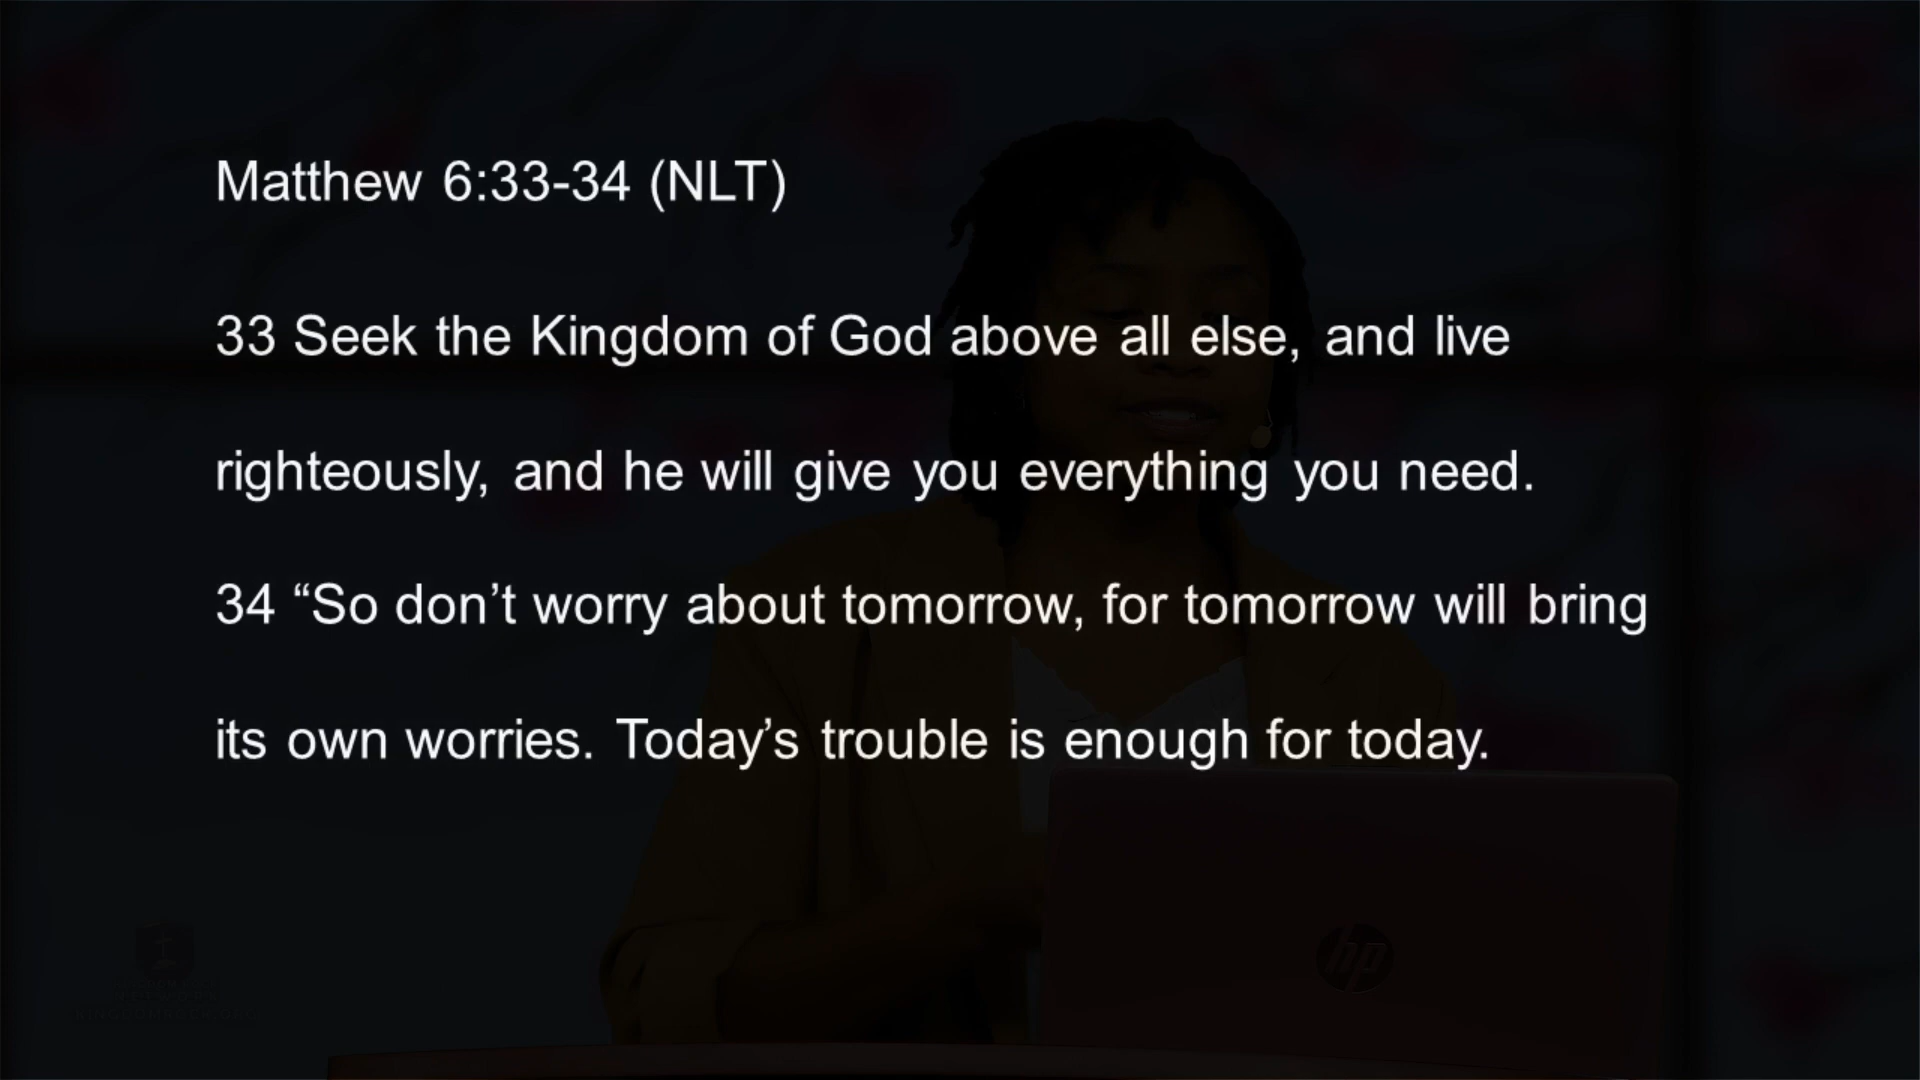 Matthew 6:33-34 (NLT)
33 Seek the Kingdom of God above all else, and live
righteously, and he will give you everything you need.
34 “So don’t worry about tomorrow, for tomorrow will bring
its own worries. Today’s trouble is enough for today.
hp